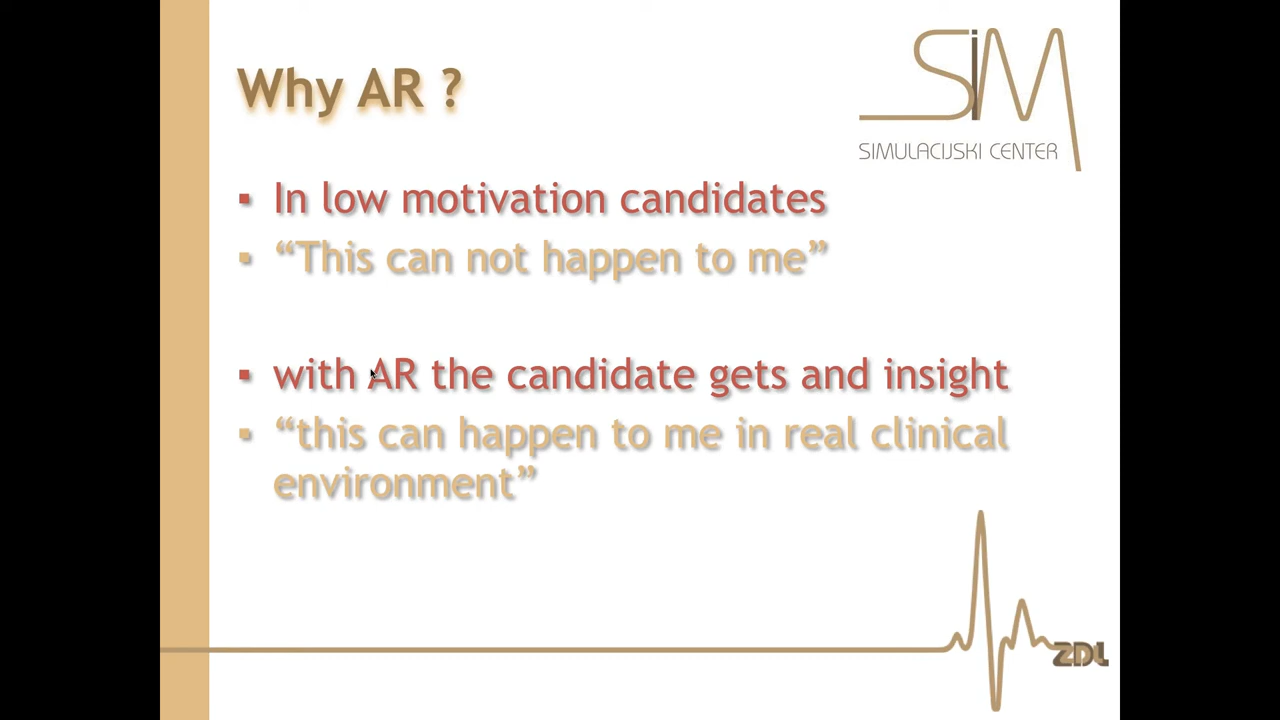 Why AR ?
SiM
SIMULACIJSKI CENTER
▪ In low motivation candidates
▪ “This can not happen to me”
▪ with AR the candidate gets and insight
▪ “this can happen to me in real clinical
environment”
ZDL